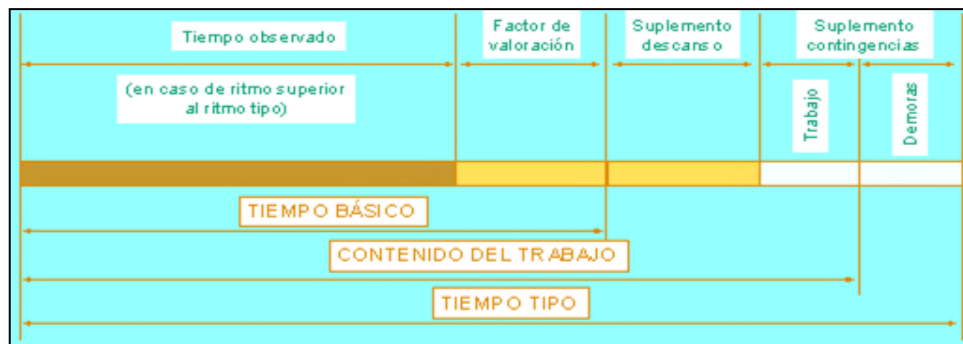 Tiempo observado
Factor de
valoración
Suplemento
descanso
Suplemento
contingencias
(en caso de ritmo superior
al ritmo tipo)
Trabajo
Demoras
TIEMPO BÁSICO
CONTENIDO DEL TRABAJO
TIEMPO TIPO